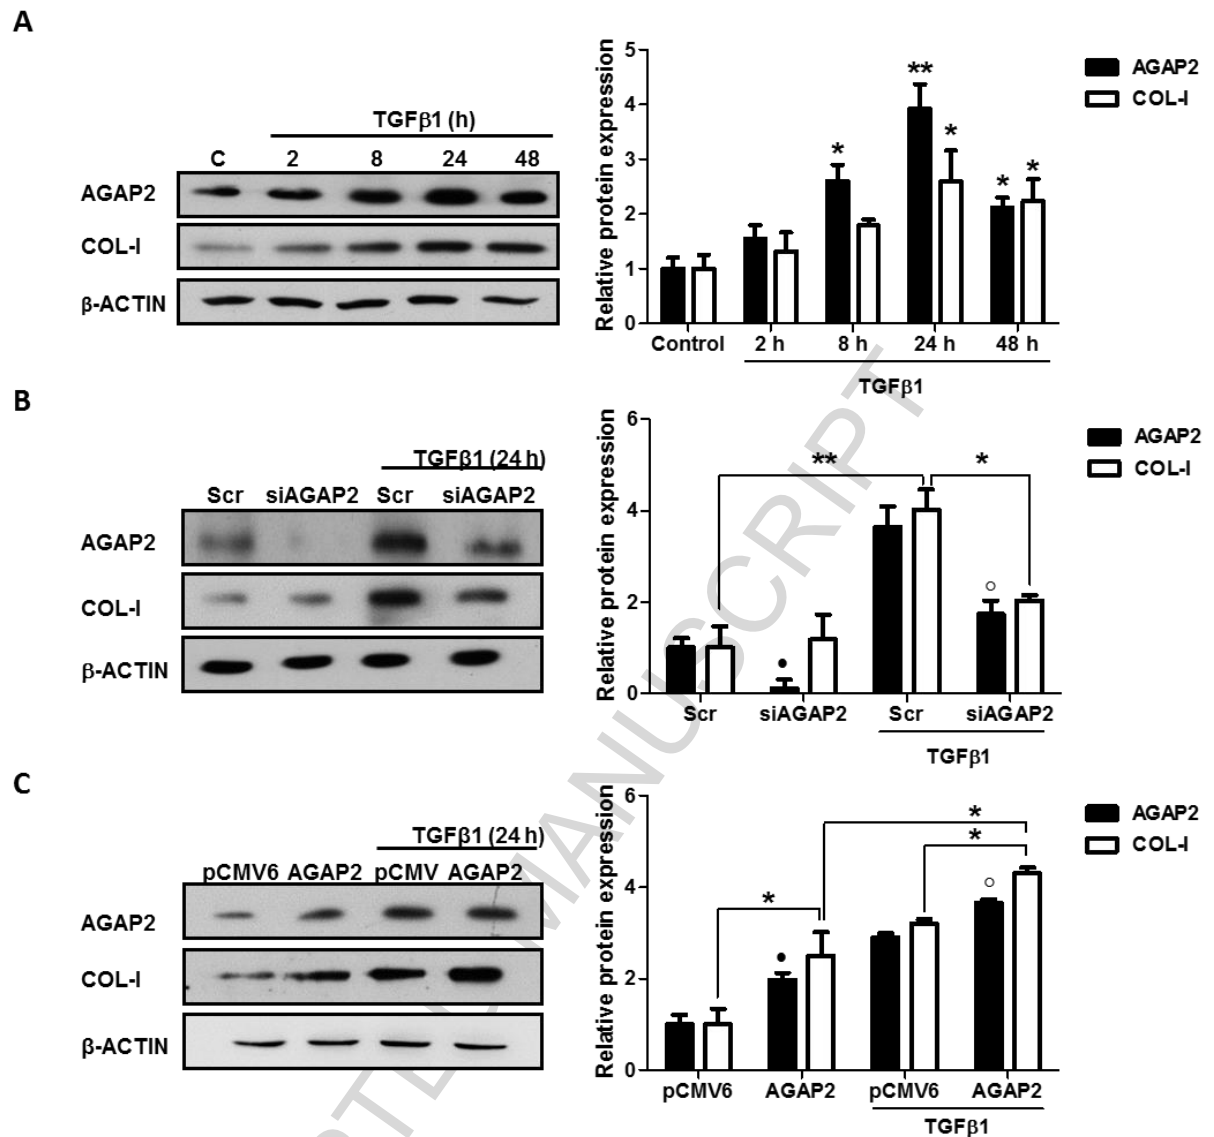 A
TGFβ1 (h)
C 2 8 24 48
AGAP2
COL-I
β-ACTIN
Relative protein expression
5
4
3
2
1
0
* ** * * *
Control 2 h 8 h 24 h 48 h
TGFβ1
AGAP2
COL-I
B
TGFβ1 (24 h)
Scr siAGAP2 Scr siAGAP2
AGAP2
COL-I
β-ACTIN
Relative protein expression
6
4
2
0
** *
Scr siAGAP2 Scr siAGAP2
TGFβ1
AGAP2
COL-I
C
TGFβ1 (24 h)
pCMV6 AGAP2 pCMV AGAP2
AGAP2
COL-I
β-ACTIN
Relative protein expression
6
4
2
0
*
*
*
pCMV6 AGAP2 pCMV6 AGAP2
TGFβ1
AGAP2
COL-I
MANUSCRIPT